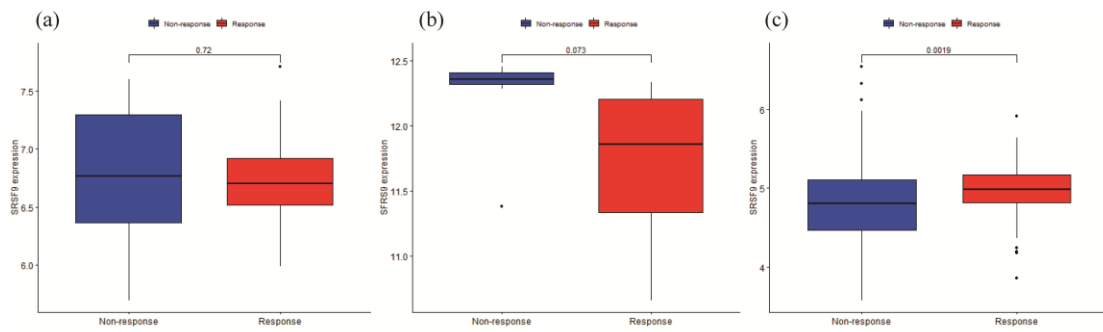 (a)
Non-response Response
0.72
7.5
7.0
6.5
6.0
SRSF9 expression
Non-response Response
(b)
Non-response Response
0.073
12.5
12.0
11.5
11.0
SFRS9 expression
Non-response Response
(c)
Non-response Response
0.0019
6
5
4
SRSF9 expression
Non-response Response